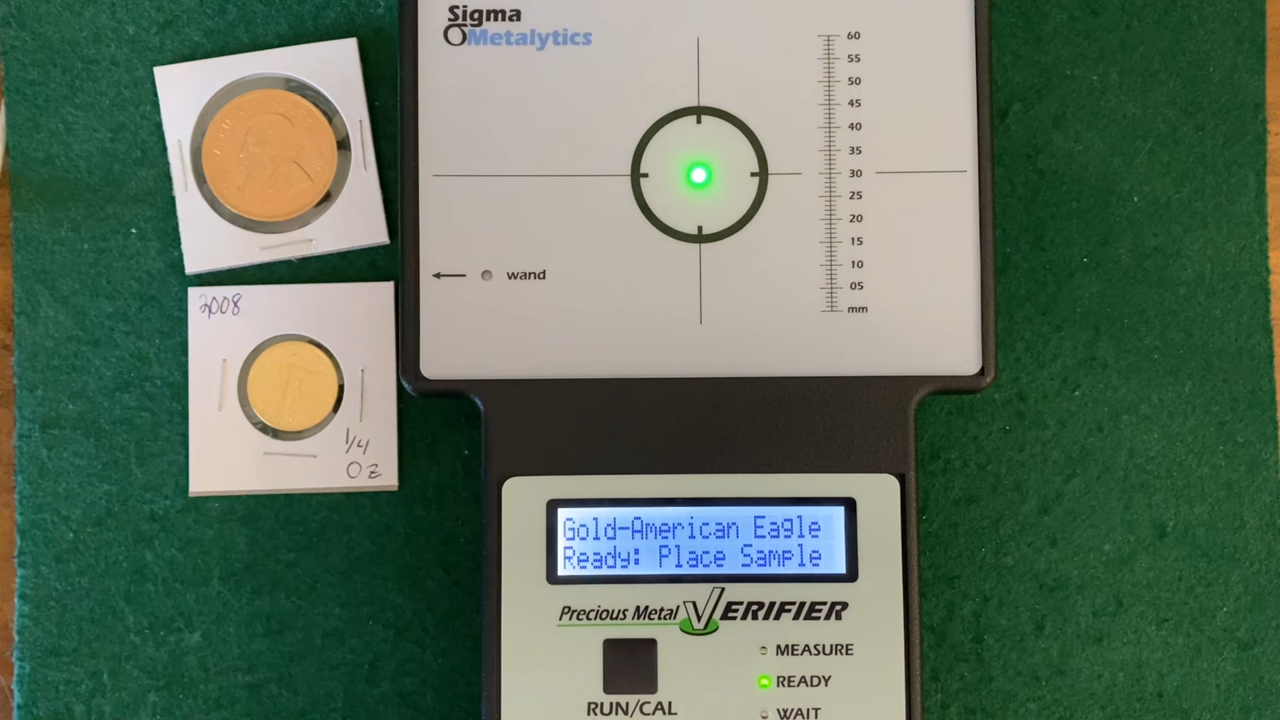 Sigma
Metalytics
60
55
50
45
40
35
30
25
20
15
10
05
mm
wand
2008
1/4
OZ
Gold-American Eagle
Ready: Place Sample
Precious Metal VERIFIER
MEASURE
READY
RUN/CAL
WAIT